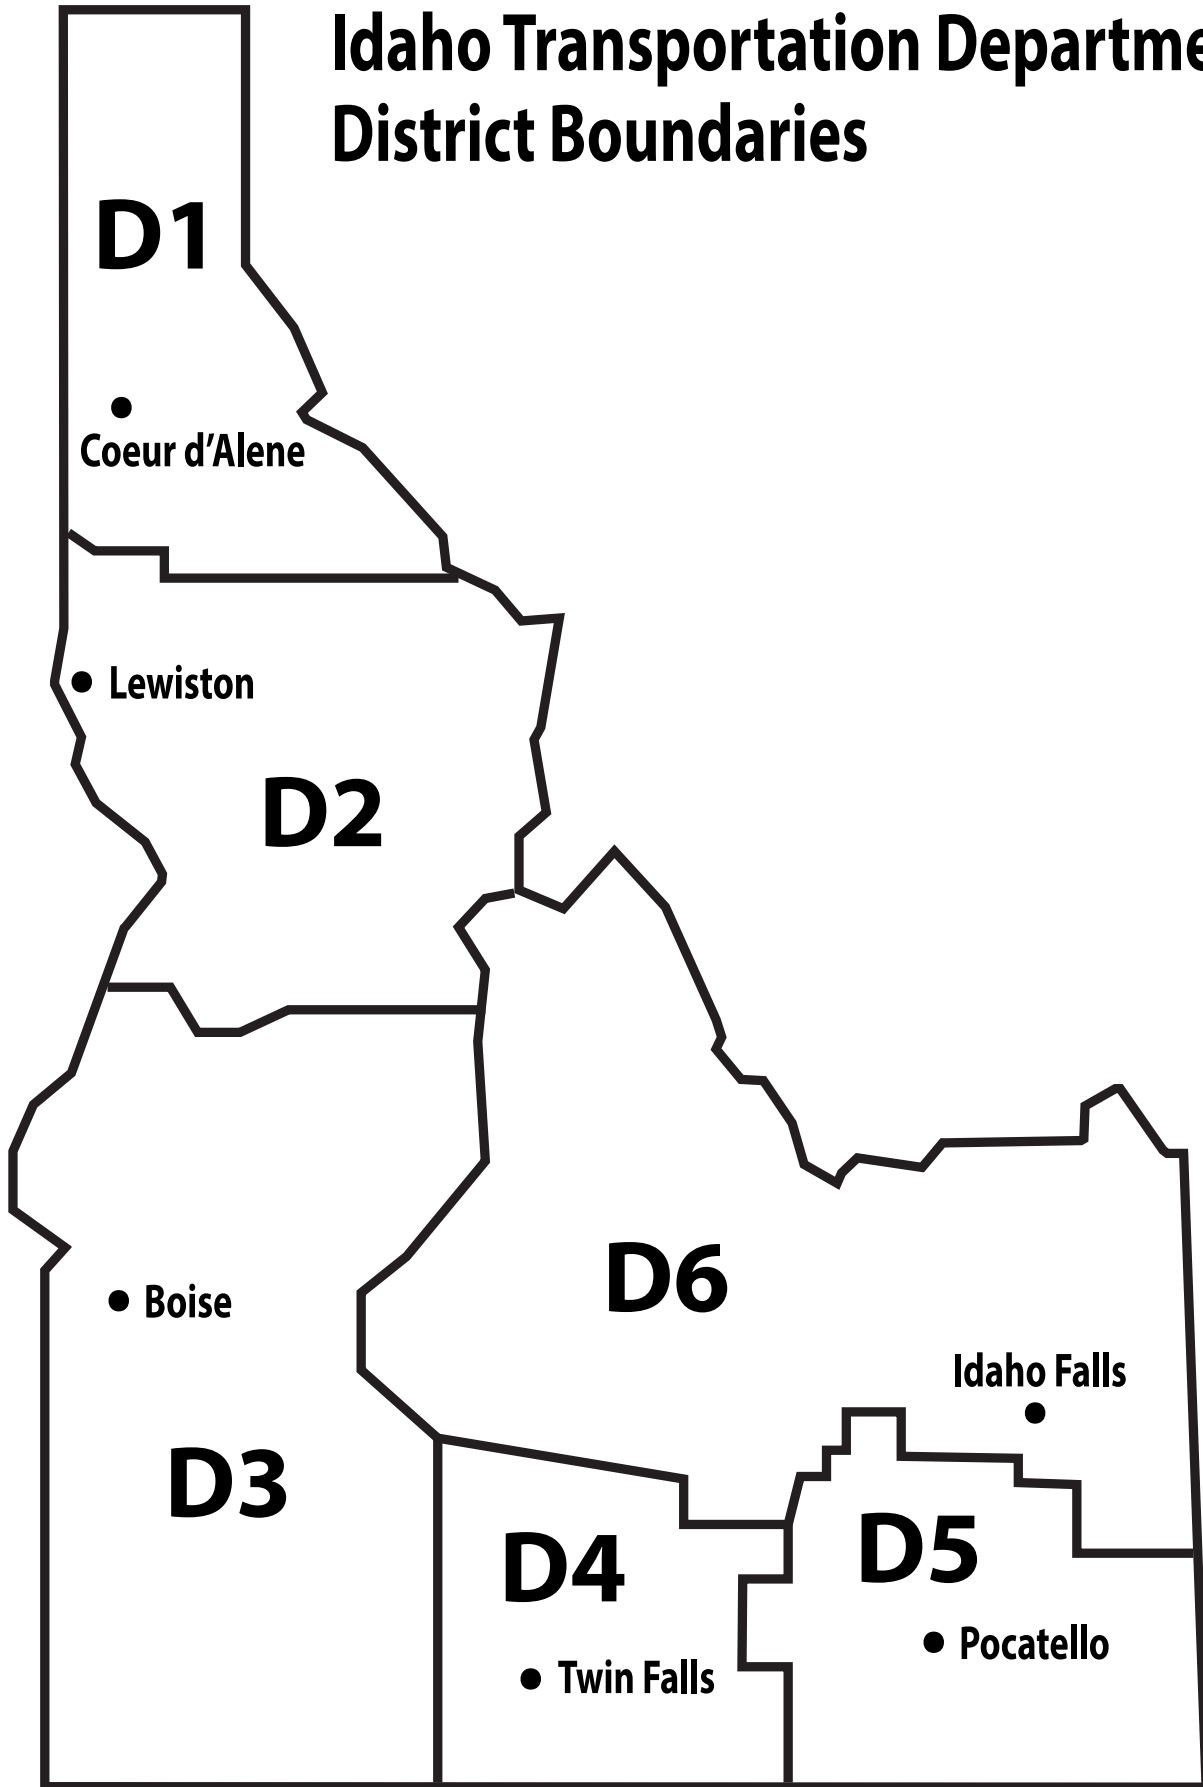 Idaho Transportation Departme
District Boundaries
D1
Coeur d’Alene
Lewiston
D2
D6
Boise
Idaho Falls
D3
D4
D5
Pocatello
Twin Falls